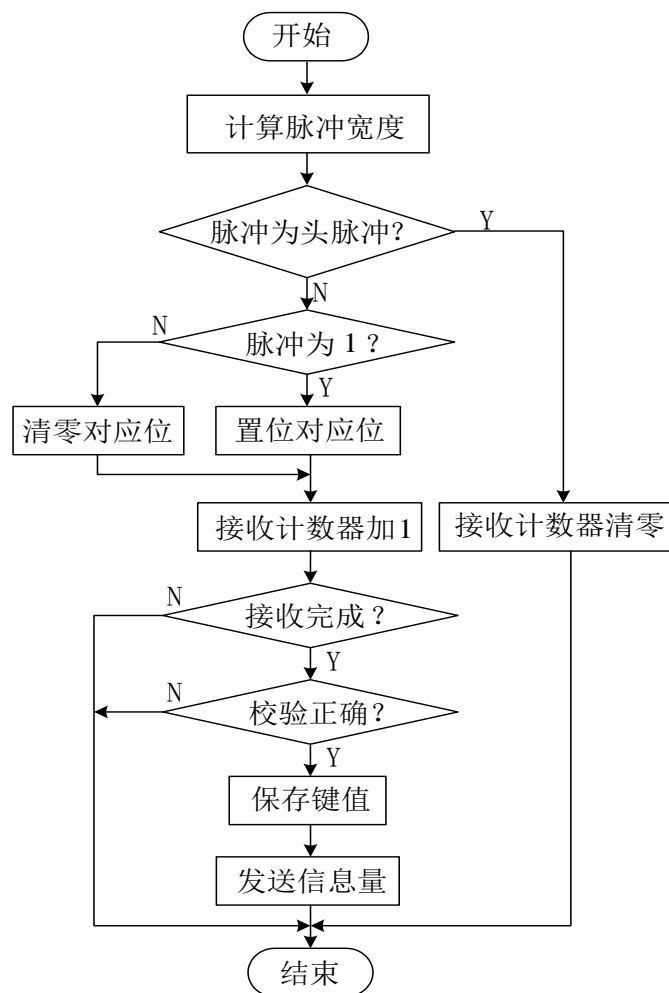 开始
计算脉冲宽度
脉冲为头脉冲?
Y
N
N
脉冲为1?
Y
清零对应位
置位对应位
接收计数器加1
接收计数器清零
N
接收完成?
Y
N
校验正确?
Y
保存键值
发送信息量
结束